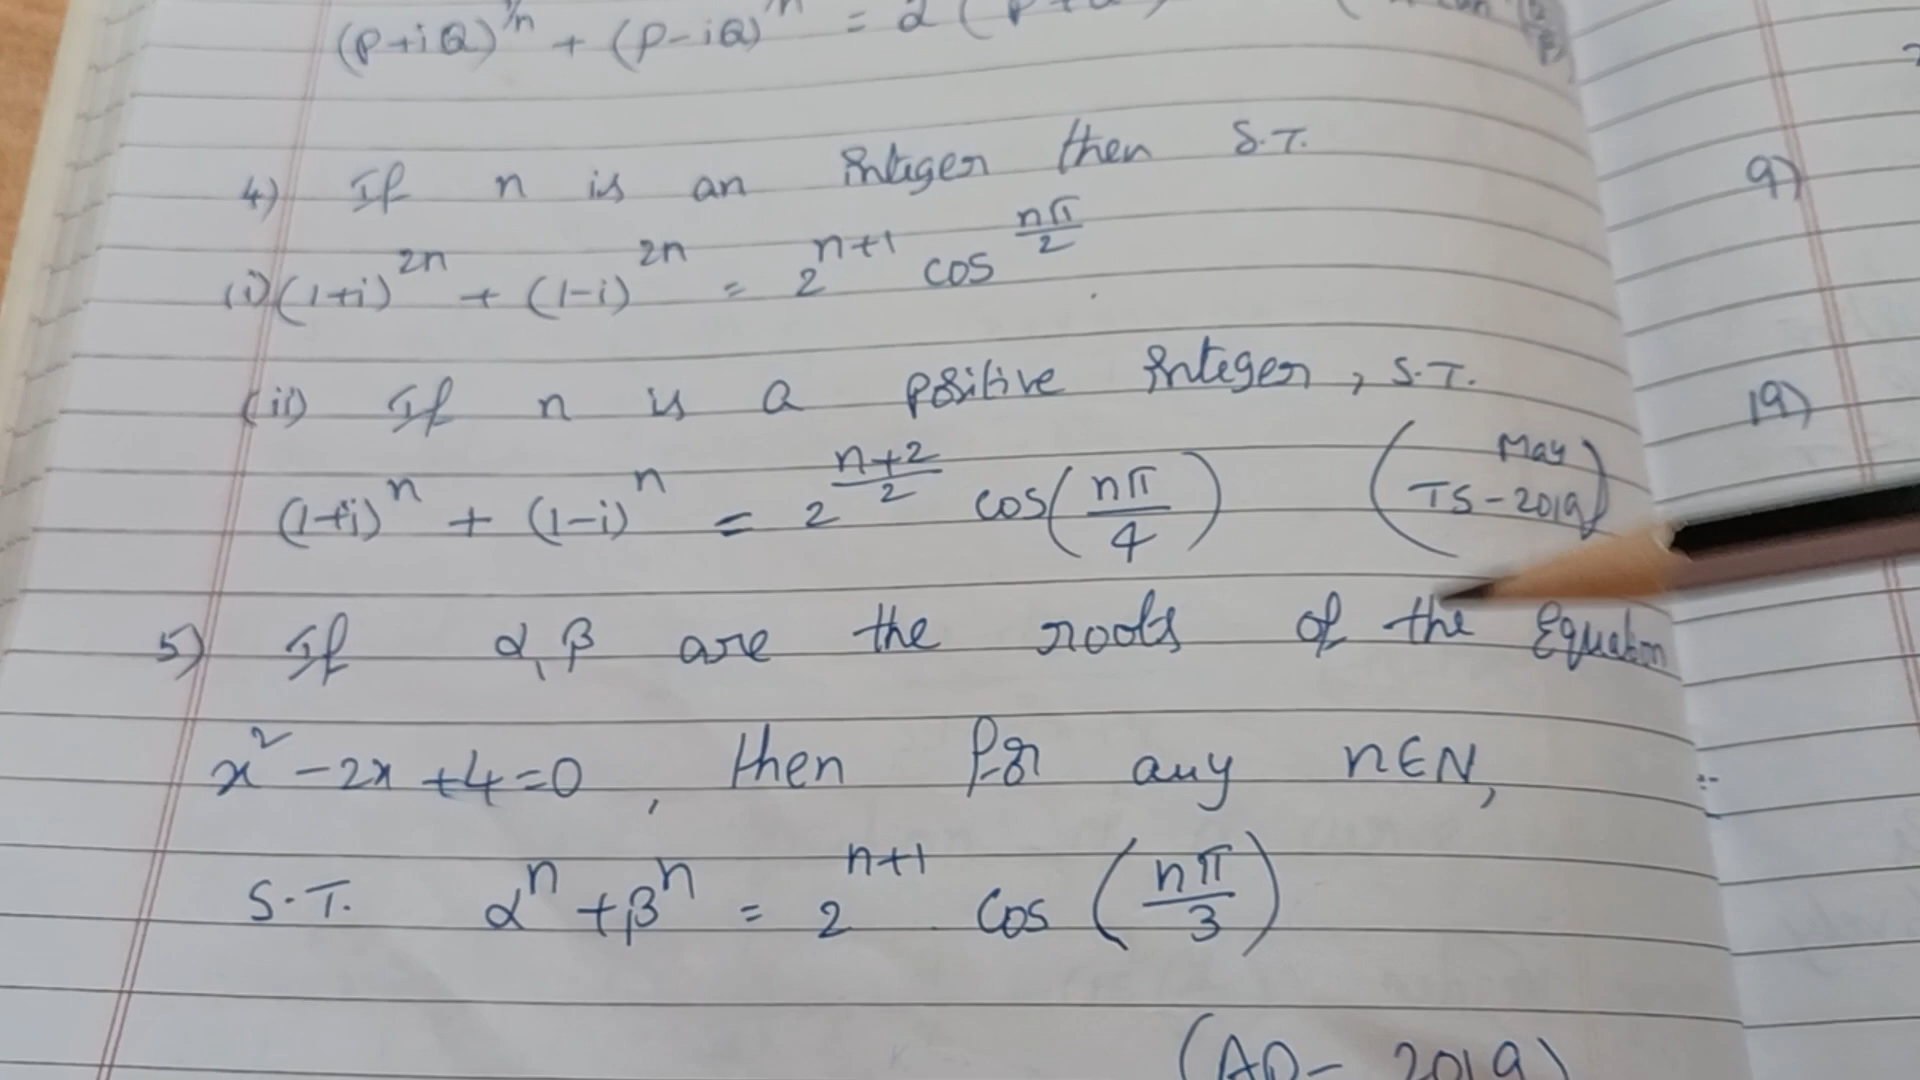 (P+iQ)^{1/n} + (P-iQ)^{1/n} = 2 (P
4) If n is an integer then S.T.
(i) (1+i)^{2n} + (1-i)^{2n} = 2^{n+1} cos nπ/2
(ii) If n is a positive integer, S.T.
(1+i)^n + (1-i)^n = 2^{(n+2)/2} cos(nπ/4) (May TS-2019)
5) If α, β are the roots of the Equation
x² - 2x + 4 = 0, then for any n∈N,
S.T. α^n + β^n = 2^{n+1} cos (nπ/3)
2019)
9)